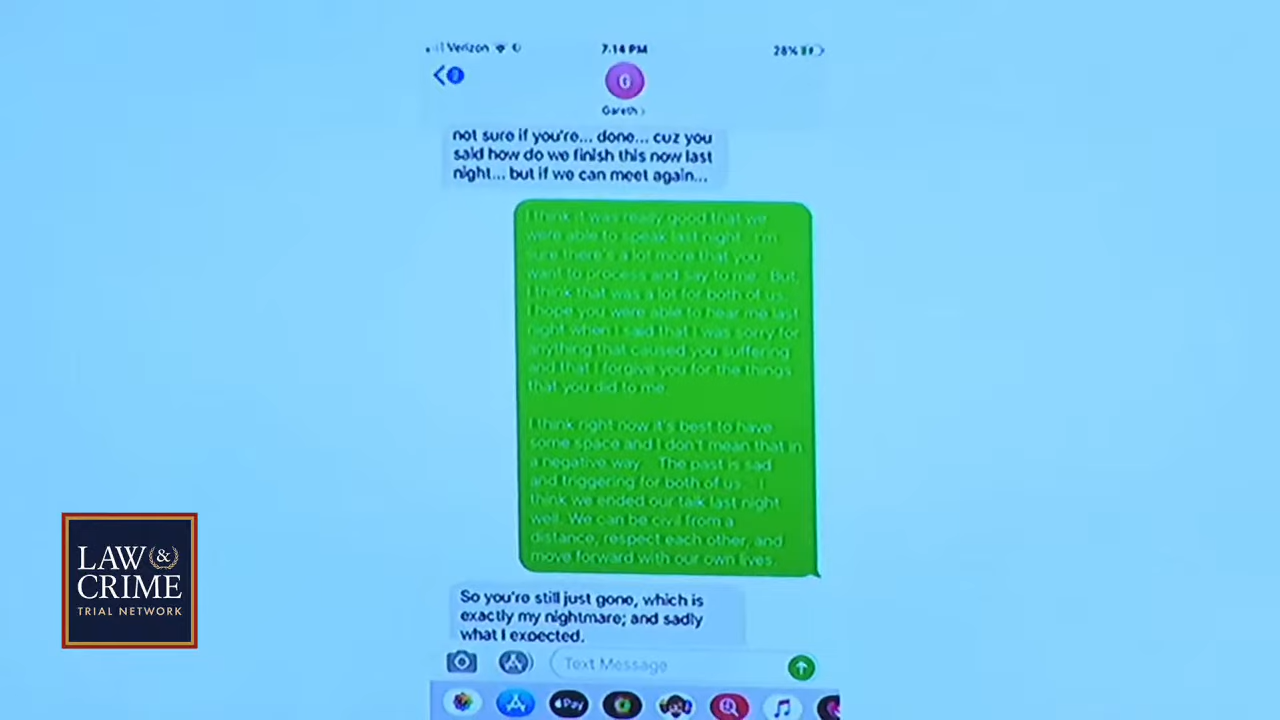 Verizon
7:14 PM
28%
G
Gareth
not sure if you're... done... cuz you
said how do we finish this now last
night... but if we can meet again...
I think it was really good that we
were able to speak last night. I'm
sure there's a lot more that you
want to process and say to me. But,
I think that was a lot for both of us.
I hope you were able to hear me last
night when I said that I was sorry for
anything that caused you suffering
and that I forgive you for the things
that you did to me.
I think right now it's best to have
some space and I don't mean that in
a negative way. The past is sad
and triggering for both of us. I
think we ended our talk last night
well. We can be civil from a
distance, respect each other, and
move forward with our own lives.
So you're still just gone, which is
exactly my nightmare; and sadly
what I expected.
Text Message
Pay
LAW &
CRIME
TRIAL NETWORK